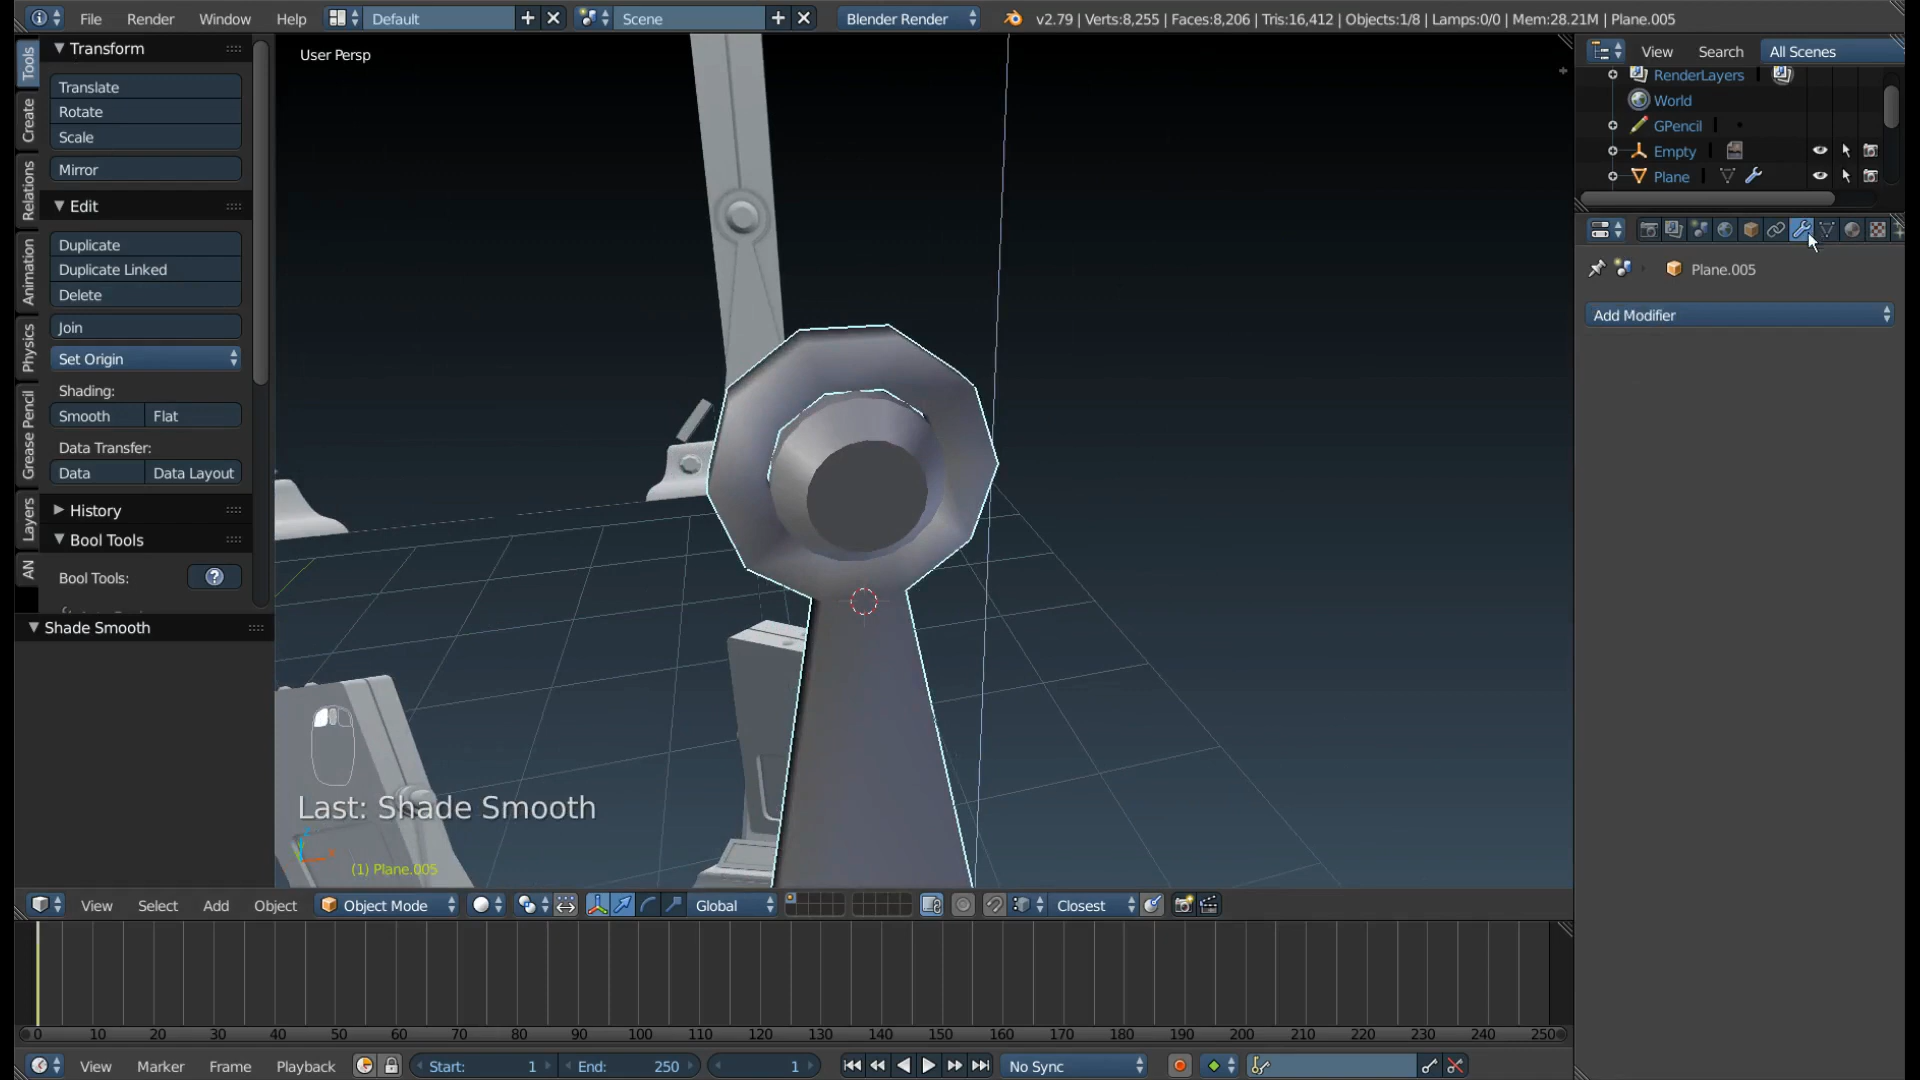 File Render Window Help Default Scene Blender Render v2.79 | Verts:8,255 | Faces:8,206 | Tris:16,412 | Objects:1/8 | Lamps:0/0 | Mem:28.21M | Plane.005
Tools
Create
Relations
Animation
Physics
Grease Pencil
Layers
AN
Transform
Translate
Rotate
Scale
Mirror
Edit
Duplicate
Duplicate Linked
Delete
Join
Set Origin
Shading:
Smooth Flat
Data Transfer:
Data Data Layout
History
Bool Tools
Bool Tools:
Shade Smooth
User Persp
Last: Shade Smooth
(1) Plane.005
View Search All Scenes
RenderLayers
World
GPencil
Empty
Plane
Plane.005
Add Modifier
View Select Add Object Object Mode Global Closest
0 10 20 30 40 50 60 70 80 90 100 110 120 130 140 150 160 170 180 190 200 210 220 230 240 250
View Marker Frame Playback Start: 1 End: 250 1 No Sync